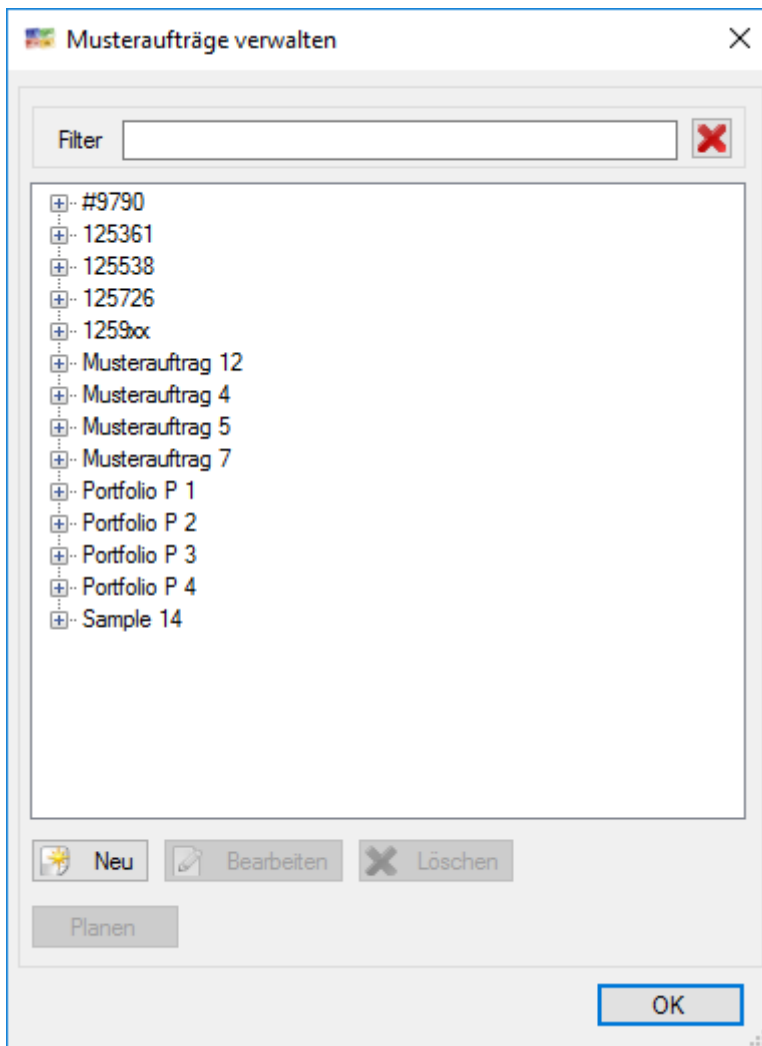 Musteraufträge verwalten
Filter
#9790
125361
125538
125726
1259xx
Musterauftrag 12
Musterauftrag 4
Musterauftrag 5
Musterauftrag 7
Portfolio P 1
Portfolio P 2
Portfolio P 3
Portfolio P 4
Sample 14
Neu Bearbeiten Löschen
Planen
OK